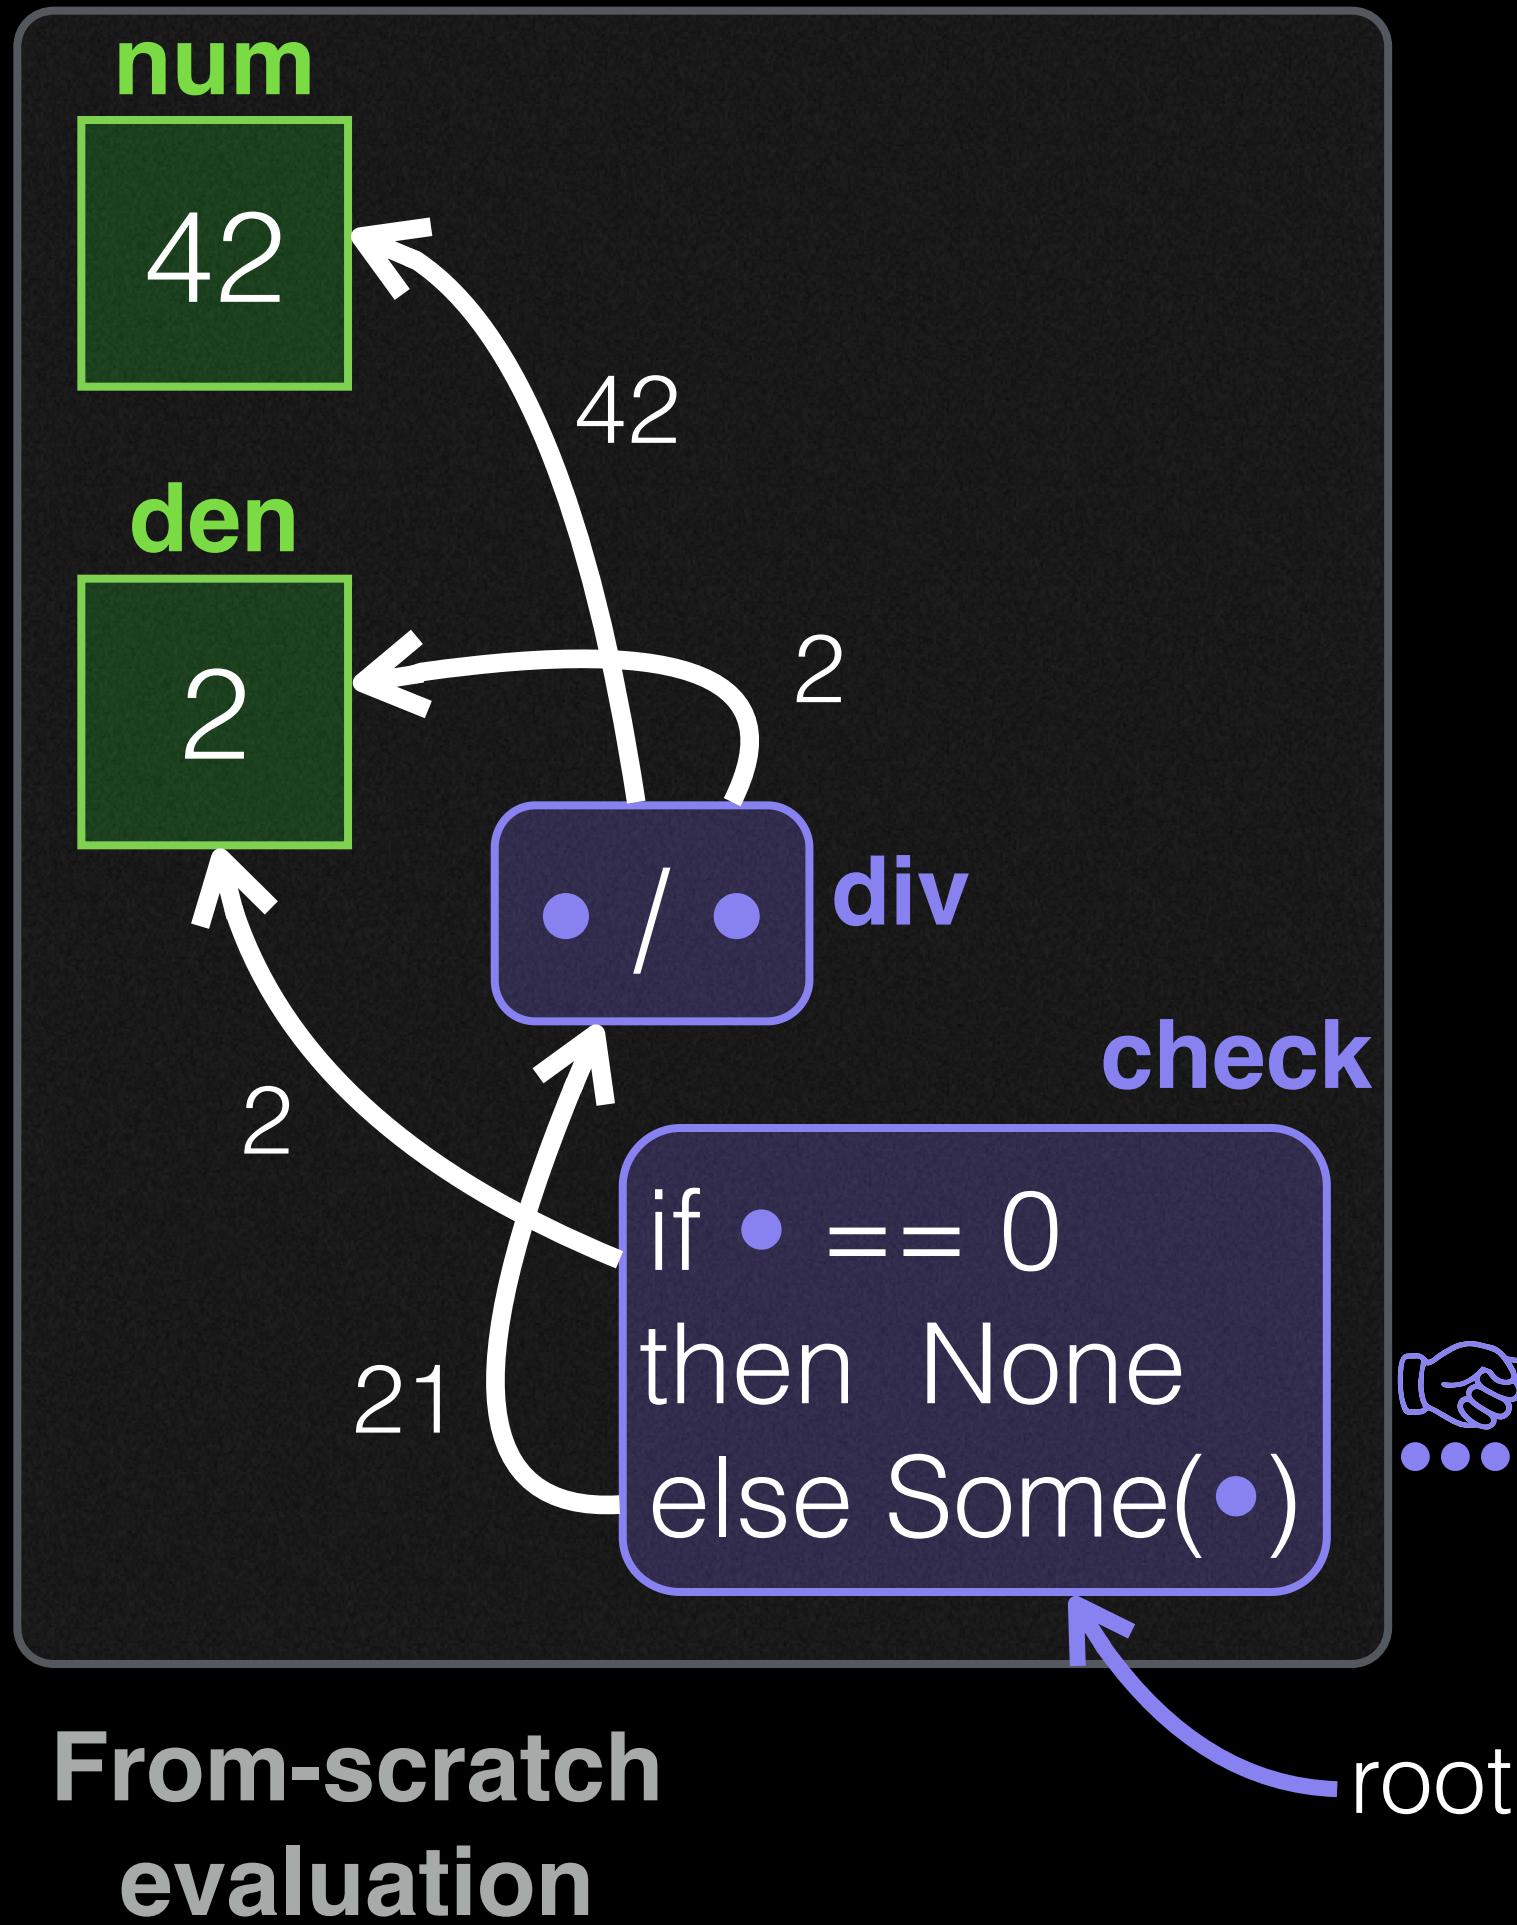 num
42
42
den
2
2
• / •
div
check
2
if • == 0
then None
21
else Some(•)
root
From-scratch
evaluation